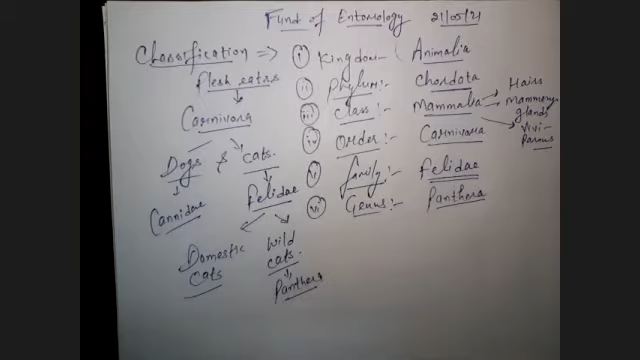 Fund of Entomology 21/05/21
Classification => i Kingdom - Animalia
ii Phylum :- Chordota
iii Class :- Mammalia
Hairs
Mammary glands
Vivi-
Parous
iv Order :- Carnivora
v family :- Felidae
vi Genus :- Panthera
Flesh eaters
Carnivora
Dogs & Cats.
Cannidae
Felidae
Domestic
Cats
Wild
Cats.
Panthera